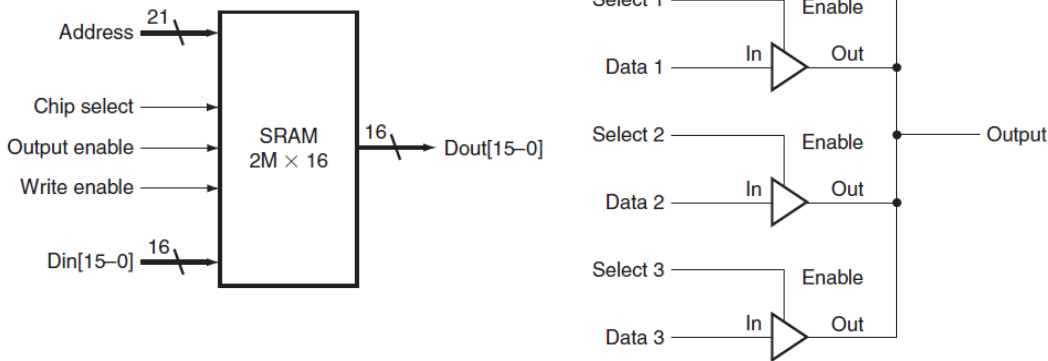 21
Address
Chip select
Output enable
Write enable
Din[15–0]
16
SRAM
2M × 16
16
Dout[15–0]
Select 1
Enable
Data 1
In
Out
Select 2
Enable
Output
Data 2
In
Out
Select 3
Enable
Data 3
In
Out